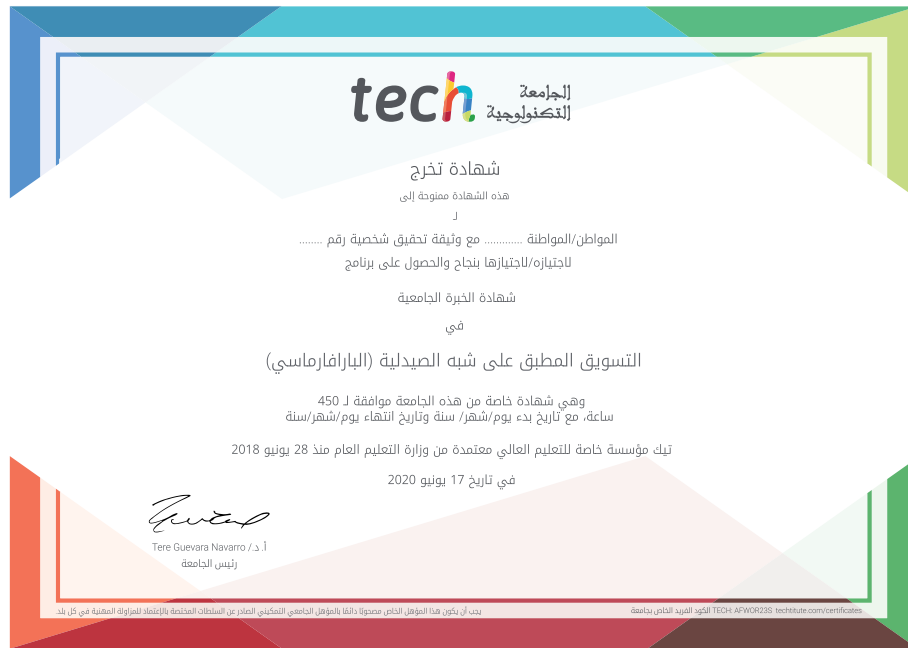 tech الجامعة
التكنولوجية
شهادة تخرج
هذه الشهادة ممنوحة إلى
لـ
المواطن/المواطنة ............ مع وثيقة تحقيق شخصية رقم ........
لاجتيازه/لاجتيازها بنجاح والحصول على برنامج
شهادة الخبرة الجامعية
في
التسويق المطبق على شبه الصيدلية (البارافارماسي)
وهي شهادة خاصة من هذه الجامعة موافقة لـ 450
ساعة، مع تاريخ بدء يوم/شهر/ سنة وتاريخ انتهاء يوم/شهر/سنة
تيك مؤسسة خاصة للتعليم العالي معتمدة من وزارة التعليم العام منذ 28 يونيو 2018
في تاريخ 17 يونيو 2020
أ. د./ Tere Guevara Navarro
رئيس الجامعة
يجب أن يكون هذا المؤهل الخاص مصحوبًا دائمًا بالمؤهل الجامعي التمكيني الصادر عن السلطات المختصة بالإعتماد للمزاولة المهنية في كل بلد.
الكود الفريد الخاص بجامعة TECH: AFWOR23S techtitute.com/certificates